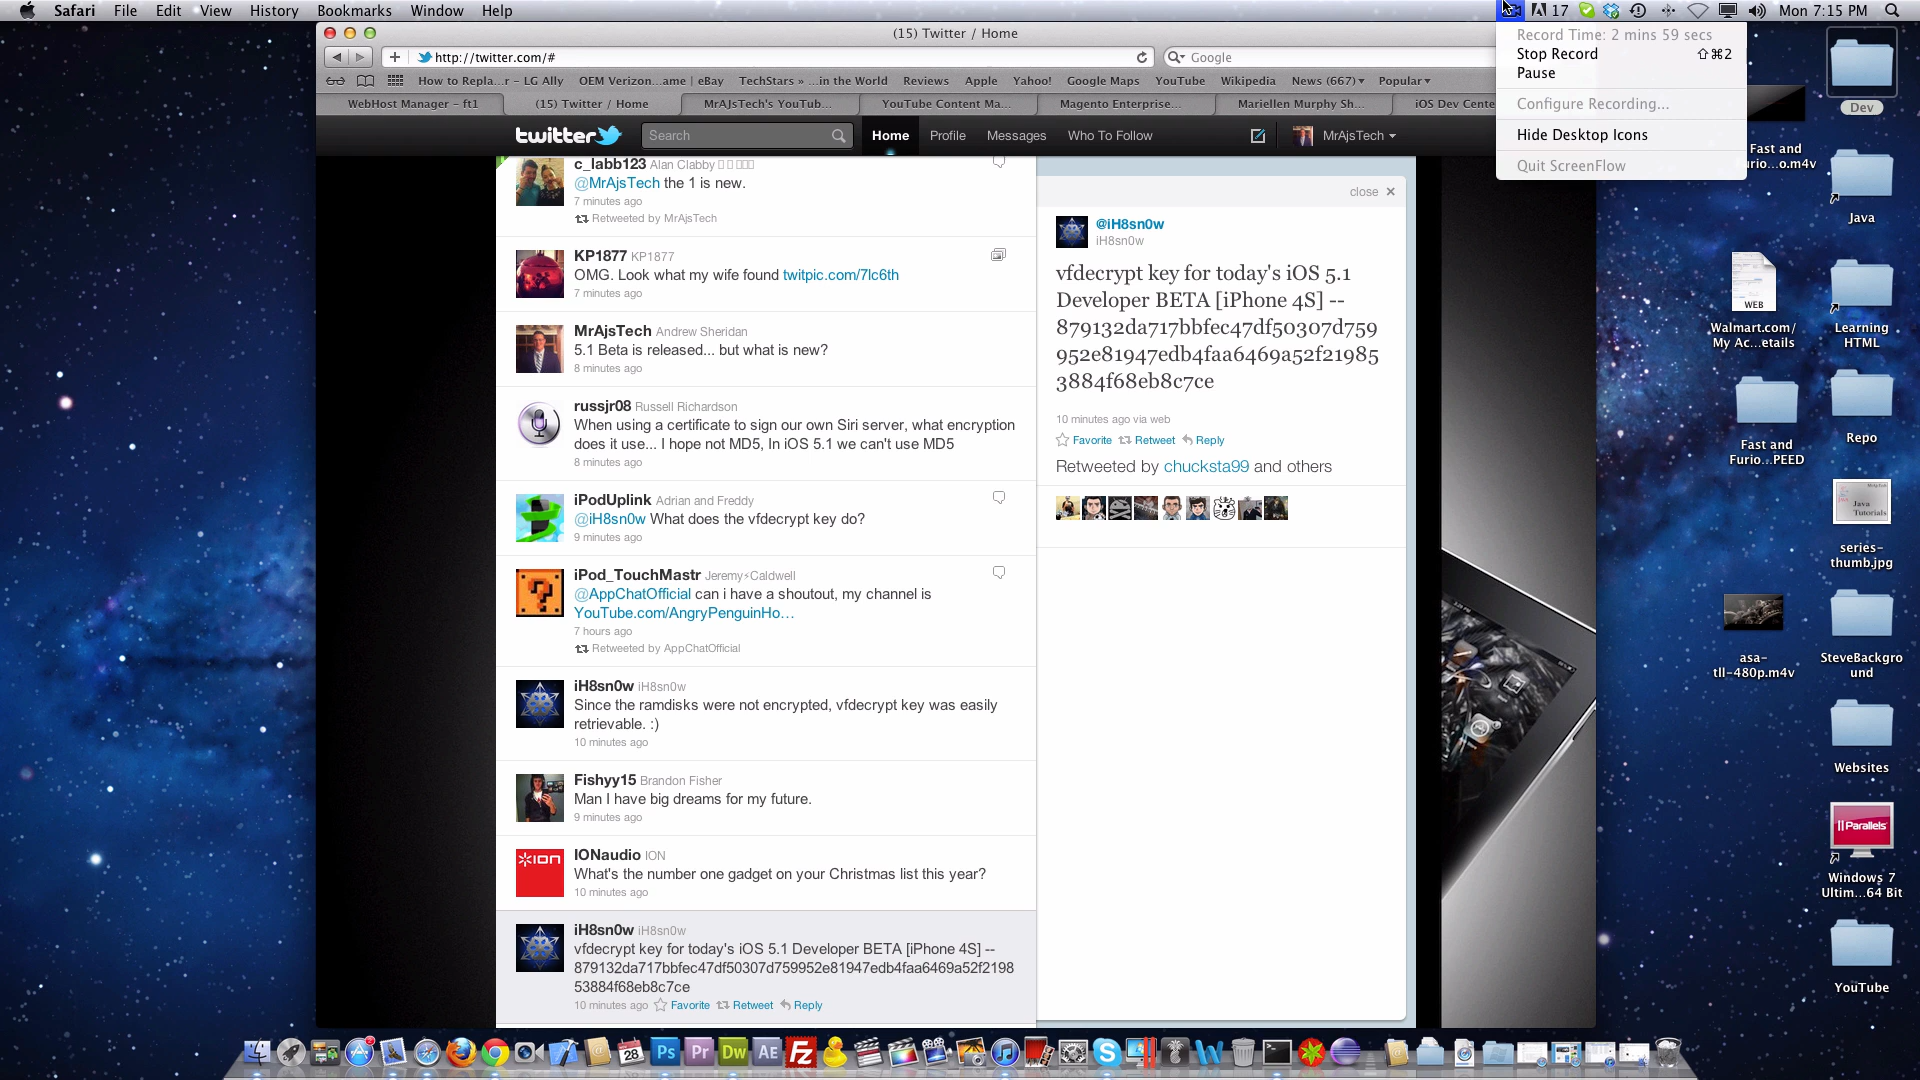 Safari File Edit View History Bookmarks Window Help
17 Mon 7:15 PM
(15) Twitter / Home
http://twitter.com/#
Google
How to Repla...r – LG Ally OEM Verizon...ame | eBay TechStars » ...in the World Reviews Apple Yahoo! Google Maps YouTube Wikipedia News (667) Popular
WebHost Manager – ft1 (15) Twitter / Home MrAJsTech's YouTub... YouTube Content Ma... Magento Enterprise... Mariellen Murphy Sh... iOS Dev Cente
Record Time: 2 mins 59 secs
Stop Record ⇧⌘2
Pause
Configure Recording...
Hide Desktop Icons
Quit ScreenFlow
twitter Search Home Profile Messages Who To Follow MrAjsTech
c_labb123 Alan Clabby
@MrAjsTech the 1 is new.
7 minutes ago
Retweeted by MrAjsTech
KP1877 KP1877
OMG. Look what my wife found twitpic.com/7lc6th
7 minutes ago
MrAjsTech Andrew Sheridan
5.1 Beta is released... but what is new?
8 minutes ago
russjr08 Russell Richardson
When using a certificate to sign our own Siri server, what encryption
does it use... I hope not MD5, In iOS 5.1 we can't use MD5
8 minutes ago
iPodUplink Adrian and Freddy
@iH8sn0w What does the vfdecrypt key do?
9 minutes ago
iPod_TouchMastr Jeremy⚡Caldwell
@AppChatOfficial can i have a shoutout, my channel is
YouTube.com/AngryPenguinHo…
7 hours ago
Retweeted by AppChatOfficial
iH8sn0w iH8sn0w
Since the ramdisks were not encrypted, vfdecrypt key was easily
retrievable. :)
10 minutes ago
Fishyy15 Brandon Fisher
Man I have big dreams for my future.
9 minutes ago
ION
IONaudio ION
What's the number one gadget on your Christmas list this year?
10 minutes ago
iH8sn0w iH8sn0w
vfdecrypt key for today's iOS 5.1 Developer BETA [iPhone 4S] --
879132da717bbfec47df50307d759952e81947edb4faa6469a52f2198
53884f68eb8c7ce
10 minutes ago Favorite Retweet Reply
close ×
@iH8sn0w
iH8sn0w
vfdecrypt key for today's iOS 5.1
Developer BETA [iPhone 4S] --
879132da717bbfec47df50307d759
952e81947edb4faa6469a52f21985
3884f68eb8c7ce
10 minutes ago via web
Favorite Retweet Reply
Retweeted by chucksta99 and others
Dev
Fast and
Furio...o.m4v
Java
WEB
Walmart.com/
My Ac...etails
Learning
HTML
Fast and
Furio...PEED
Repo
Java
Tutorials
series-
thumb.jpg
asa-
tll-480p.m4v
SteveBackgro
und
Websites
Parallels
Windows 7
Ultim...64 Bit
YouTube
28 Ps Pr Dw AE Fz